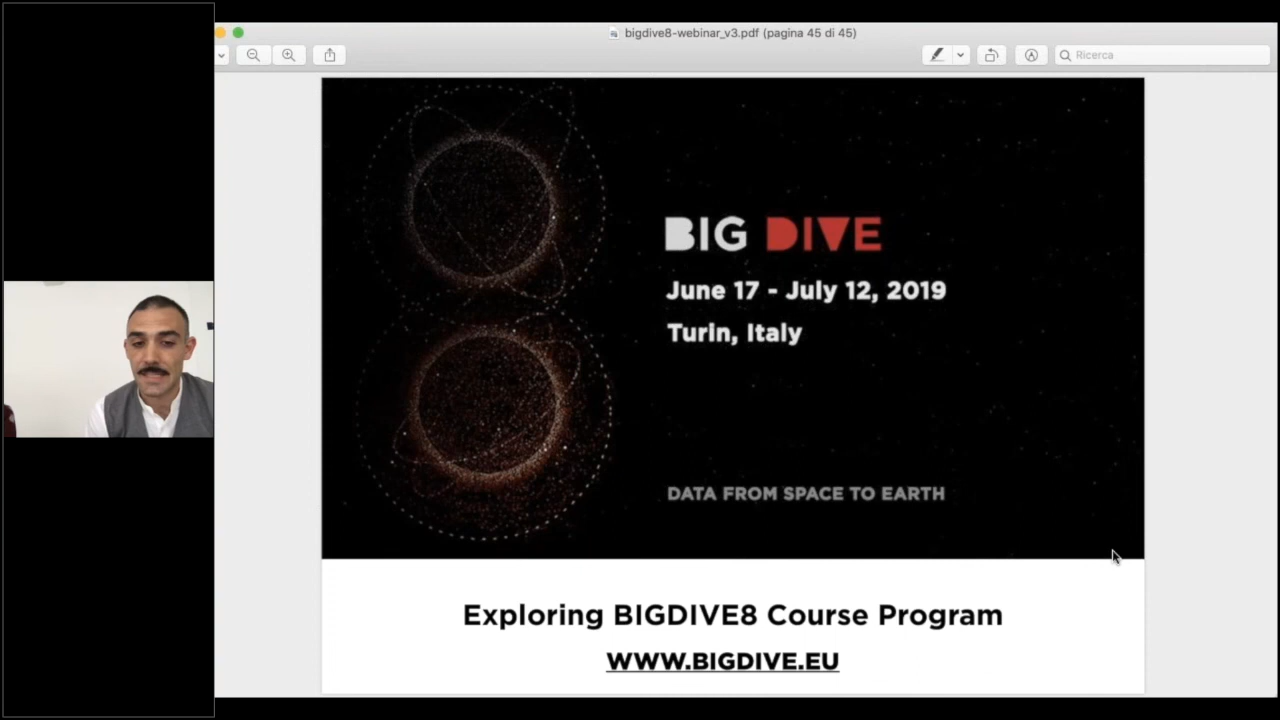 bigdive8-webinar_v3.pdf (pagina 45 di 45)
Ricerca
BIG DIVE
June 17 - July 12, 2019
Turin, Italy
DATA FROM SPACE TO EARTH
Exploring BIGDIVE8 Course Program
WWW.BIGDIVE.EU